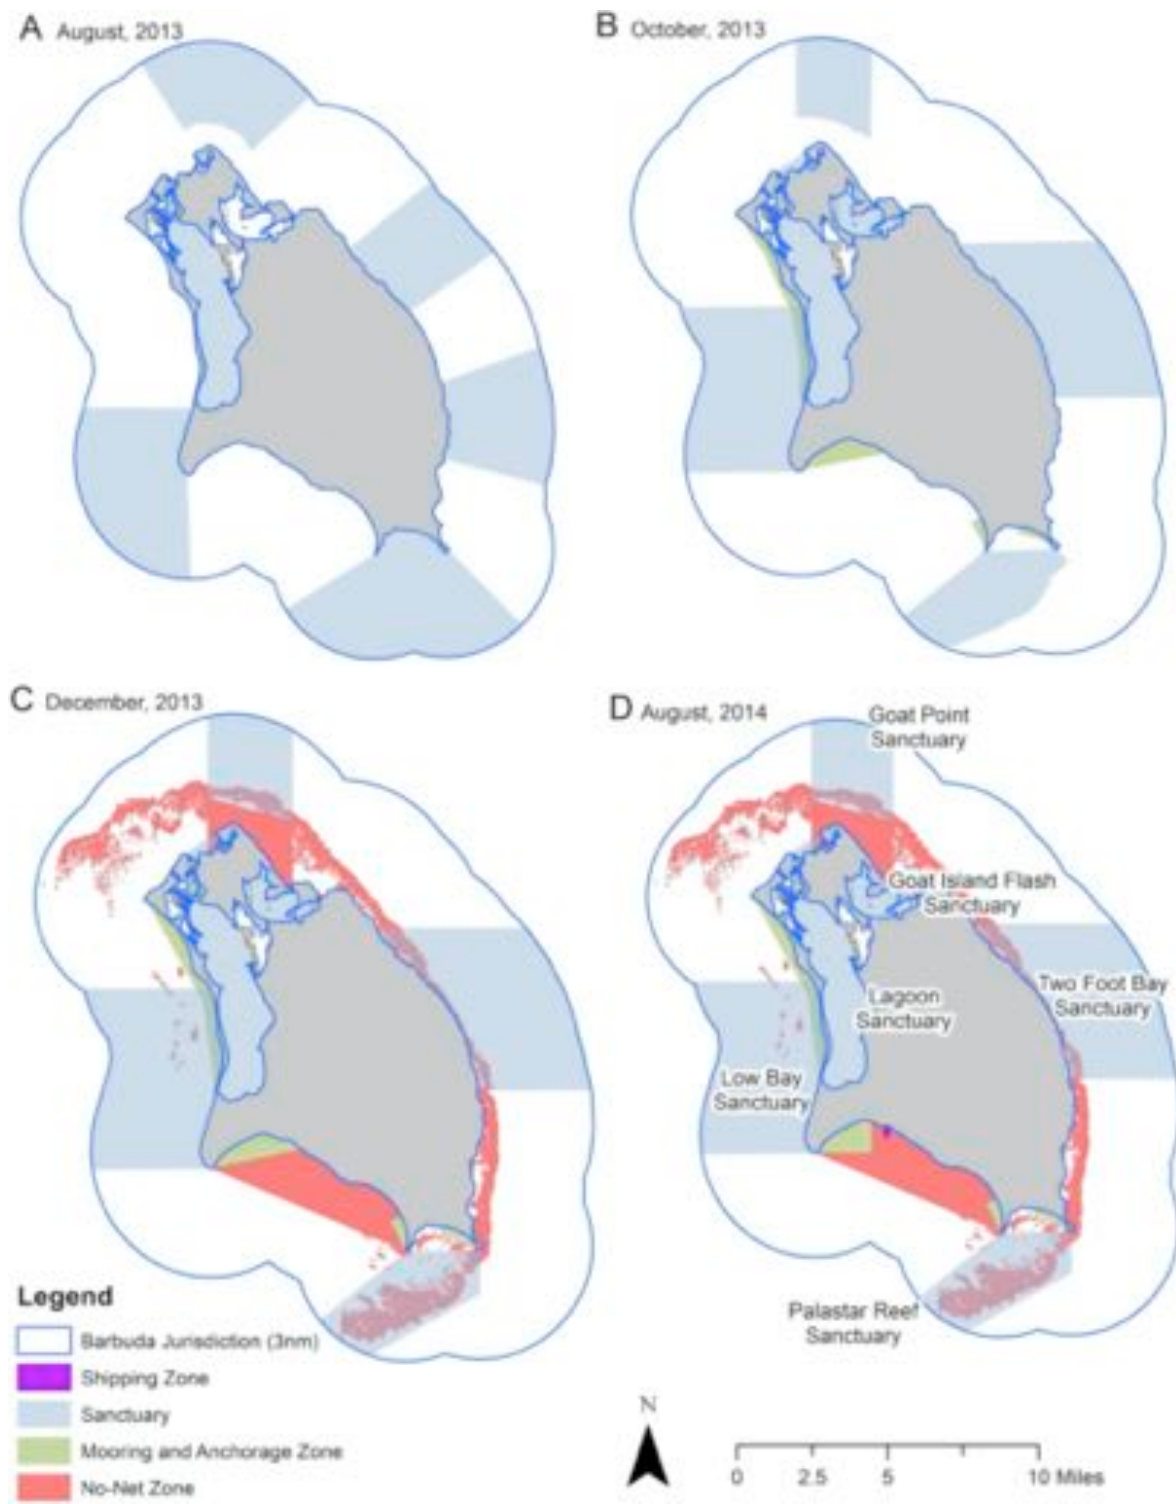 A August, 2013
B October, 2013
C December, 2013
D August, 2014
Goat Point
Sanctuary
Goat Island Flash
Sanctuary
Two Foot Bay
Sanctuary
Lagoon
Sanctuary
Low Bay
Sanctuary
Palastar Reef
Sanctuary
Legend
Barbuda Jurisdiction (3nm)
Shipping Zone
Sanctuary
Mooring and Anchorage Zone
No-Net Zone
N
0 2.5 5 10 Miles